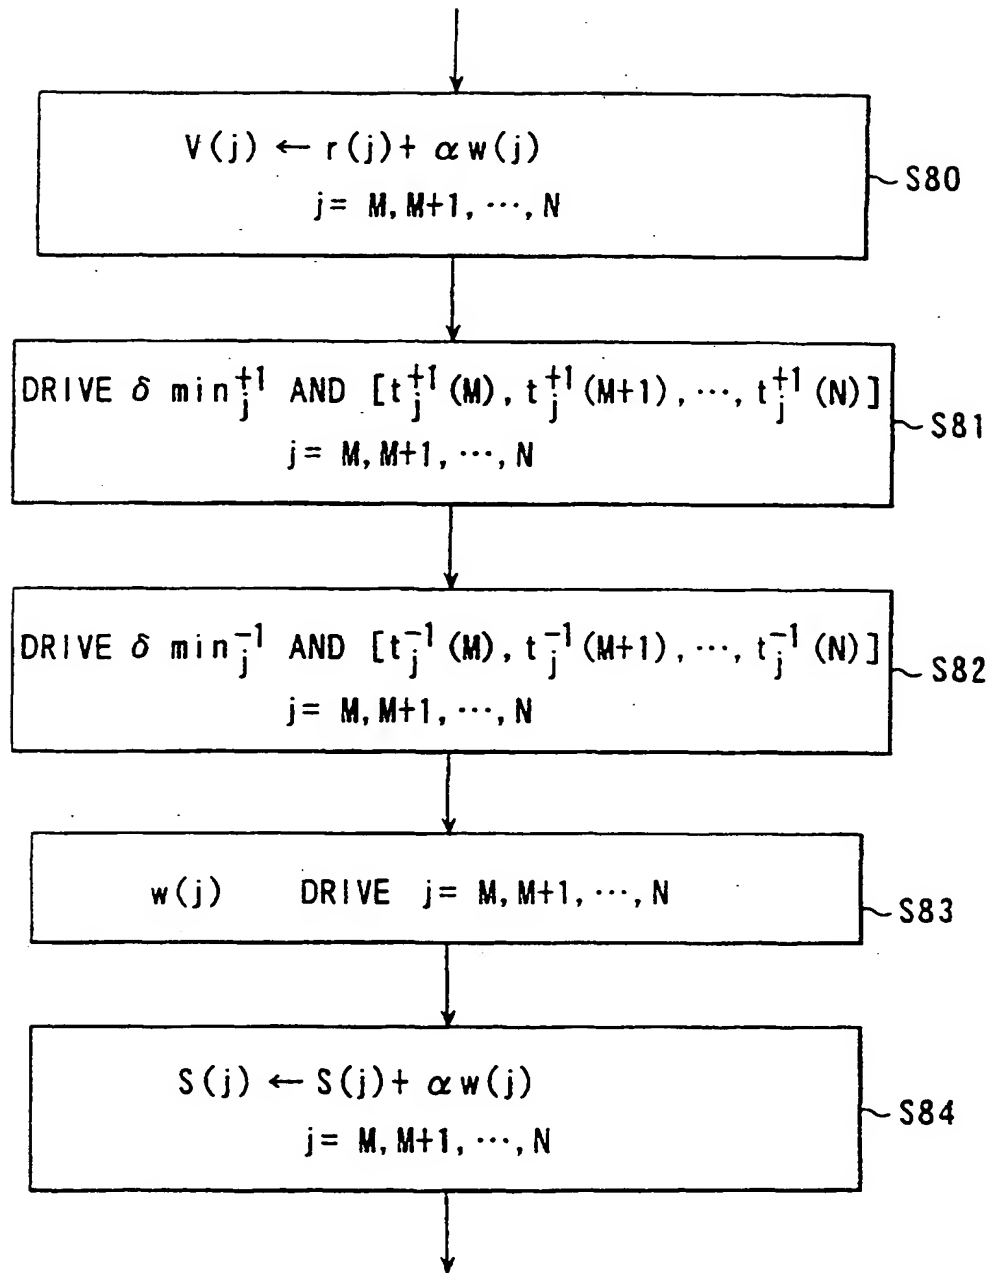 V(j) ← r(j)+ αw(j)
j= M, M+1, ⋯, N
S80
DRIVE δ min_j^{+1} AND [t_j^{+1}(M), t_j^{+1}(M+1), ⋯, t_j^{+1}(N)]
j= M, M+1, ⋯, N
S81
DRIVE δ min_j^{-1} AND [t_j^{-1}(M), t_j^{-1}(M+1), ⋯, t_j^{-1}(N)]
j= M, M+1, ⋯, N
S82
w(j) DRIVE j= M, M+1, ⋯, N
S83
S(j) ← S(j)+ αw(j)
j= M, M+1, ⋯, N
S84